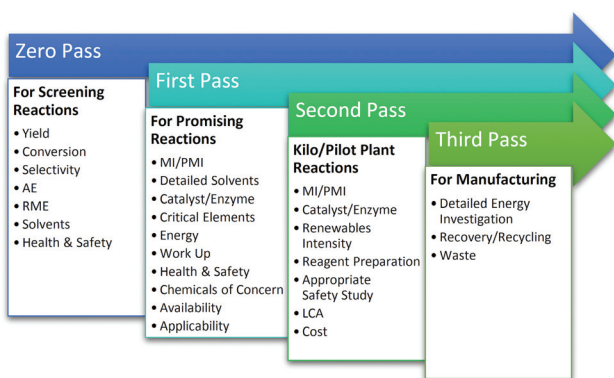 Zero Pass
For Screening
Reactions
• Yield
• Conversion
• Selectivity
• AE
• RME
• Solvents
• Health & Safety
First Pass
For Promising
Reactions
• MI/PMI
• Detailed Solvents
• Catalyst/Enzyme
• Critical Elements
• Energy
• Work Up
• Health & Safety
• Chemicals of Concern
• Availability
• Applicability
Second Pass
Kilo/Pilot Plant
Reactions
• MI/PMI
• Catalyst/Enzyme
• Renewables
Intensity
• Reagent Preparation
• Appropriate
Safety Study
• LCA
• Cost
Third Pass
For Manufacturing
• Detailed Energy
Investigation
• Recovery/Recycling
• Waste